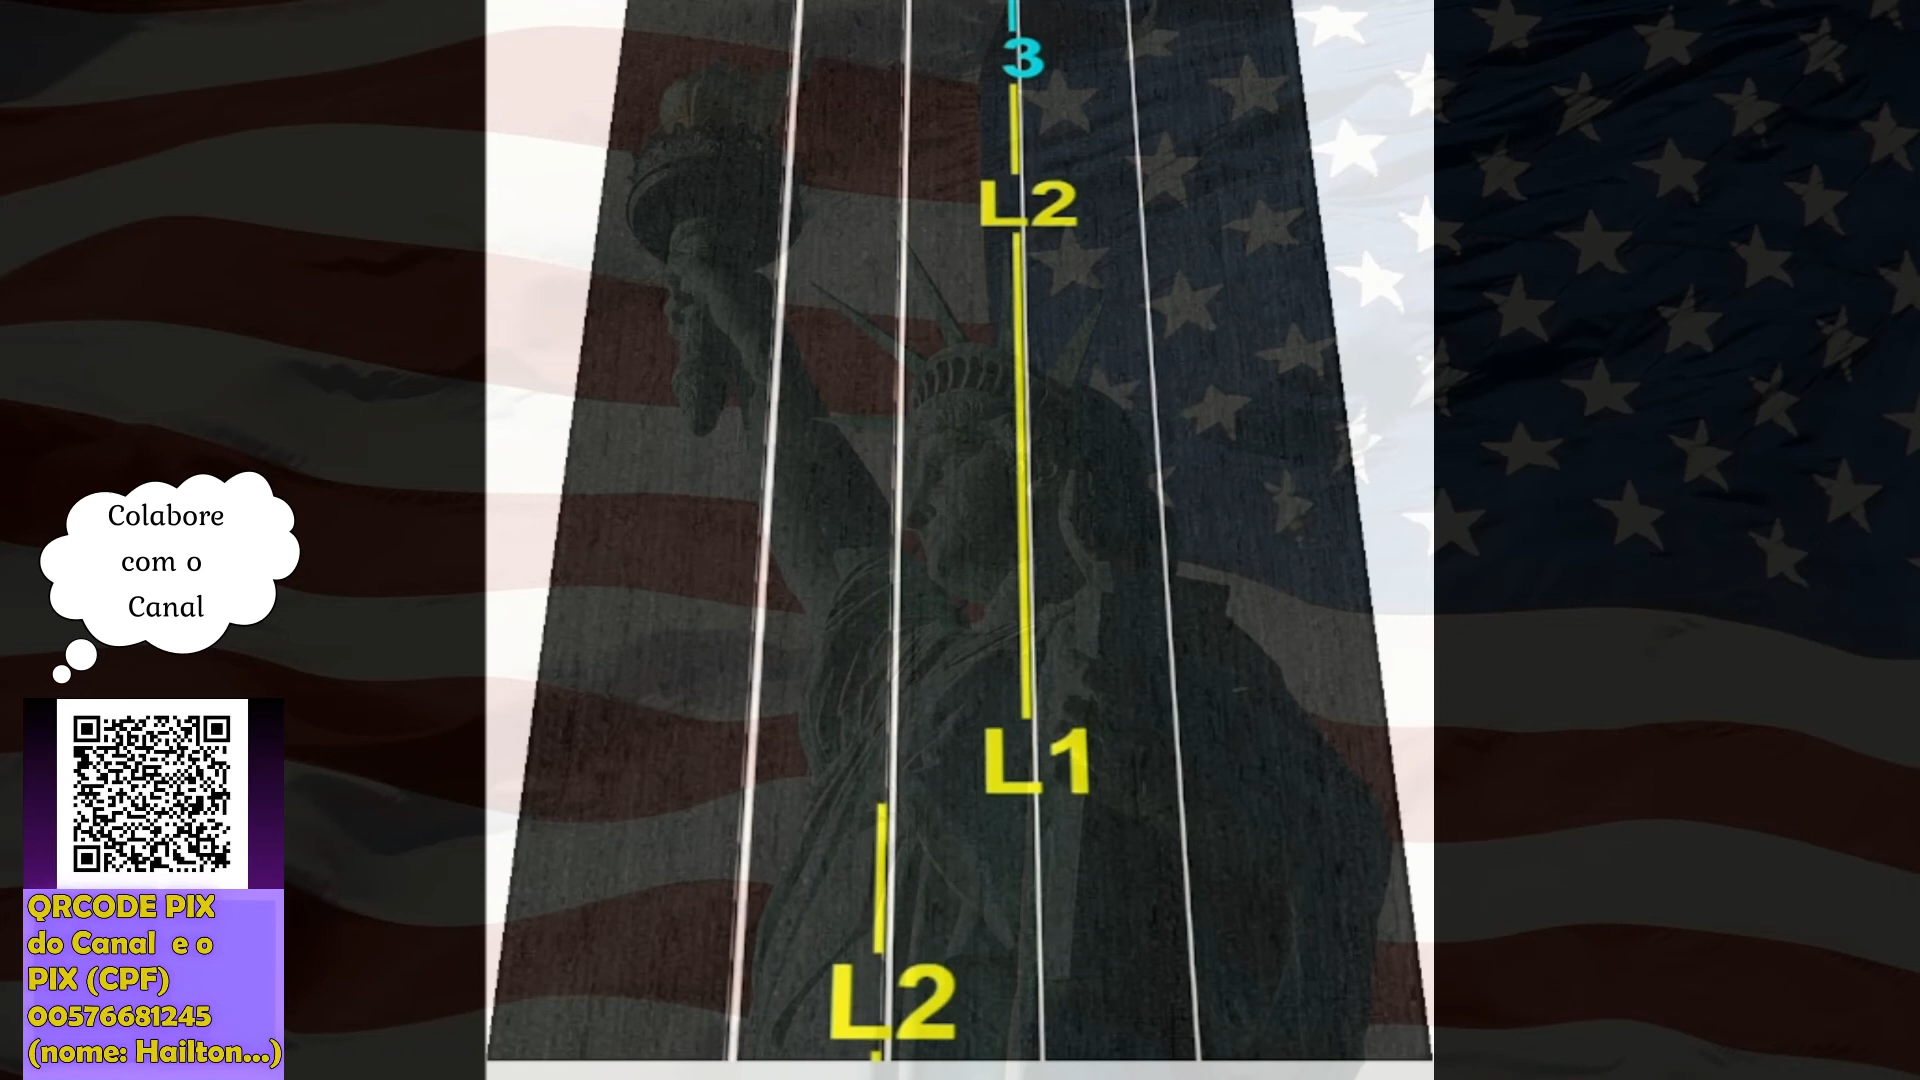 3
L2
L1
L2
Colabore
com o
Canal
QRCODE PIX
do Canal e o
PIX (CPF)
00576681245
(nome: Hailton...)